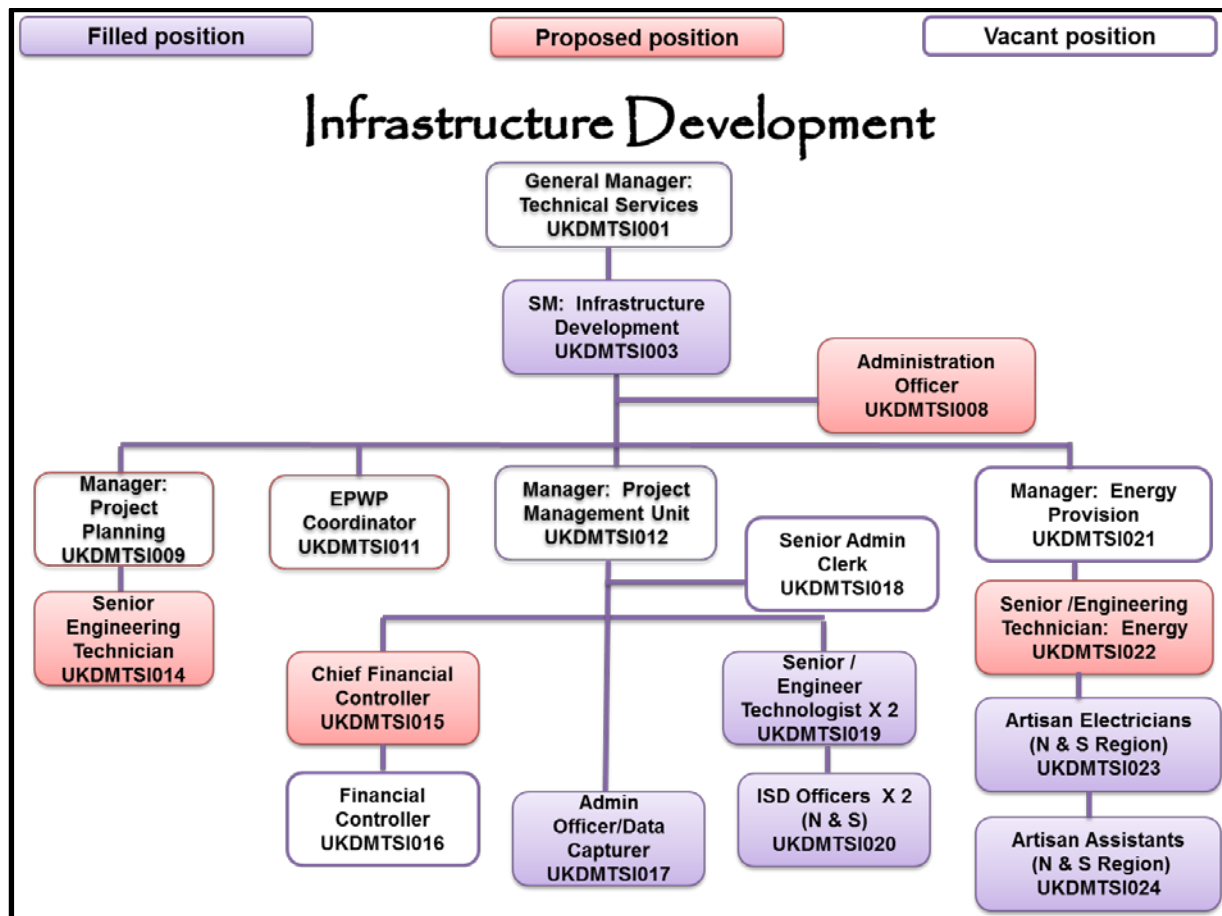 Filled position
Proposed position
Vacant position
Infrastructure Development
General Manager:
Technical Services
UKDMTSI001
SM:  Infrastructure
Development
UKDMTSI003
Administration
Officer
UKDMTSI008
Manager:
Project
Planning
UKDMTSI009
EPWP
Coordinator
UKDMTSI011
Manager:  Project
Management Unit
UKDMTSI012
Manager:  Energy
Provision
UKDMTSI021
Senior Admin
Clerk
UKDMTSI018
Senior
Engineering
Technician
UKDMTSI014
Senior /Engineering
Technician:  Energy
UKDMTSI022
Chief Financial
Controller
UKDMTSI015
Senior /
Engineer
Technologist X 2
UKDMTSI019
Artisan Electricians
(N & S Region)
UKDMTSI023
Financial
Controller
UKDMTSI016
Admin
Officer/Data
Capturer
UKDMTSI017
ISD Officers  X 2
(N & S)
UKDMTSI020
Artisan Assistants
(N & S Region)
UKDMTSI024